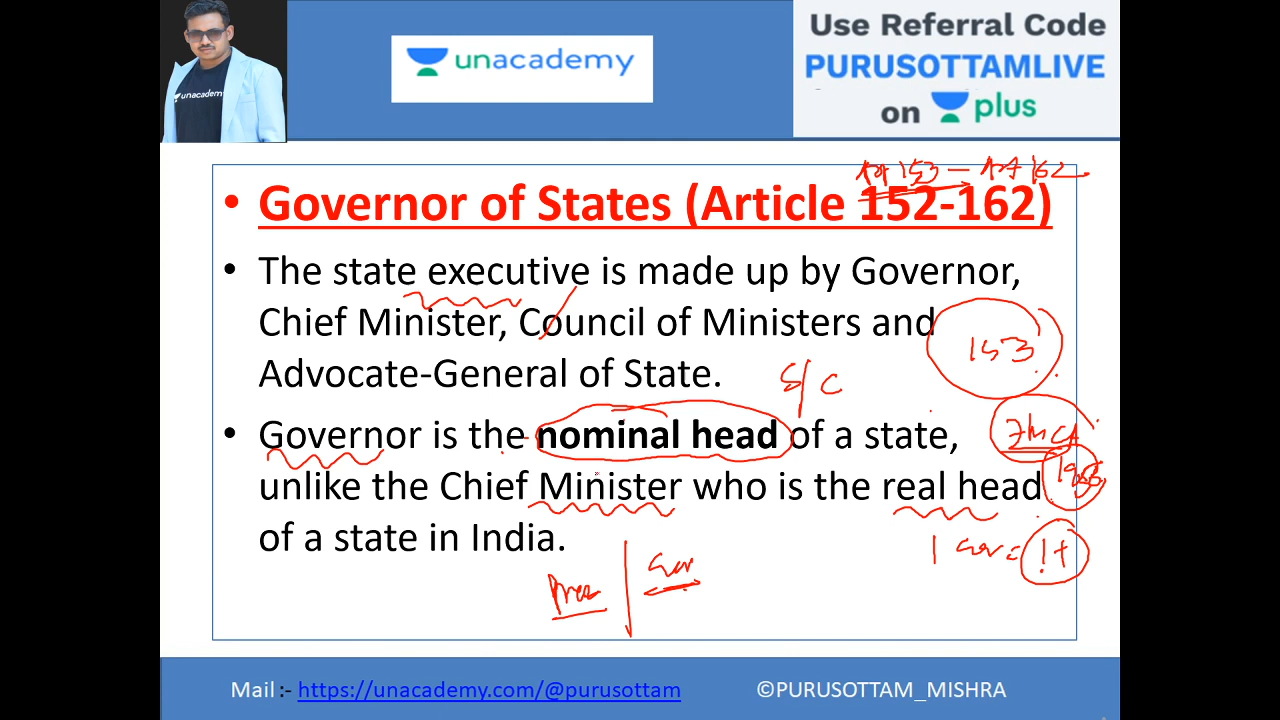 unacademy
unacademy
Use Referral Code
PURUSOTTAMLIVE
on plus
Art 153 - Art 162
• Governor of States (Article 152-162)
• The state executive is made up by Governor,
Chief Minister, Council of Ministers and
Advocate-General of State.
153
S/C
• Governor is the nominal head of a state,
7th CA
unlike the Chief Minister who is the real head
1956
of a state in India.
1 Gov = 1+
Pres Gov
Mail :- https://unacademy.com/@purusottam
©PURUSOTTAM_MISHRA